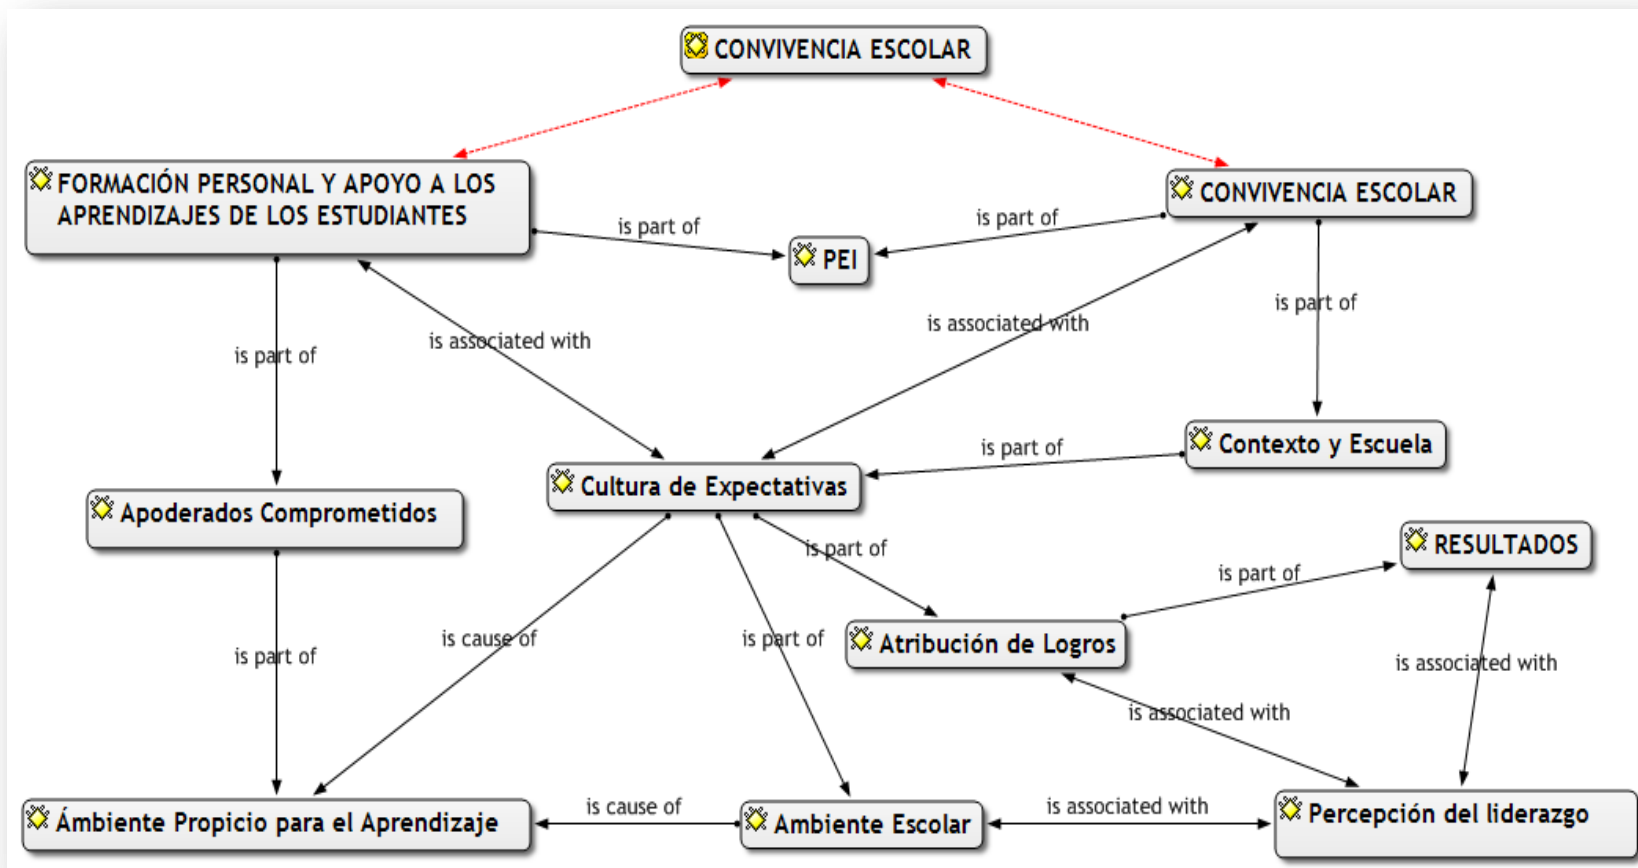 CONVIVENCIA ESCOLAR
FORMACIÓN PERSONAL Y APOYO A LOS
APRENDIZAJES DE LOS ESTUDIANTES
CONVIVENCIA ESCOLAR
is part of
is part of
PEI
is part of
is associated with
is associated with
is part of
Contexto y Escuela
is part of
Cultura de Expectativas
Apoderados Comprometidos
is part of
RESULTADOS
is part of
is cause of
is part of
Atribución de Logros
is part of
is associated with
is associated with
Ámbiente Propicio para el Aprendizaje
is cause of
Ambiente Escolar
is associated with
Percepción del liderazgo